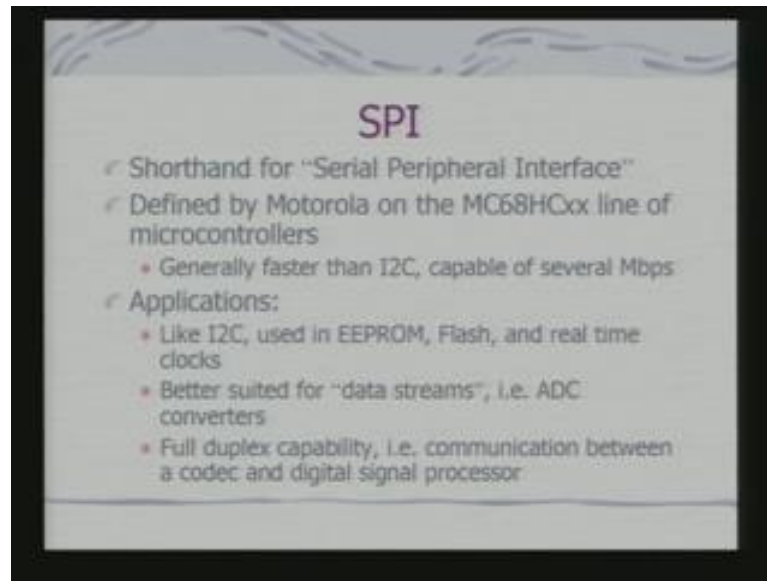 SPI
Shorthand for "Serial Peripheral Interface"
Defined by Motorola on the MC68HCxx line of
microcontrollers
Generally faster than I2C, capable of several Mbps
Applications:
Like I2C, used in EEPROM, Flash, and real time
clocks
Better suited for "data streams", i.e. ADC
converters
Full duplex capability, i.e. communication between
a codec and digital signal processor